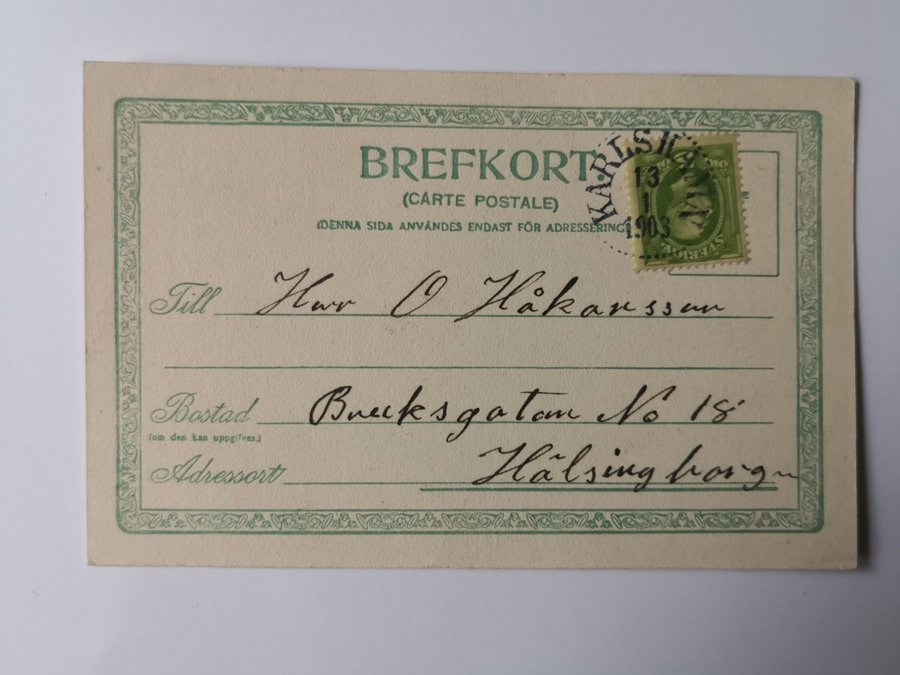 BREFKORT.
(CARTE POSTALE)
(DENNA SIDA ANVÄNDES ENDAST FÖR ADRESSERING)
KARLSHAMN
13
1
1903
SVERIGE
Till Herr O Håkansson
Bostad Bruksgatan No 18
(om den kan uppgifves.)
Adressort Hälsingborg